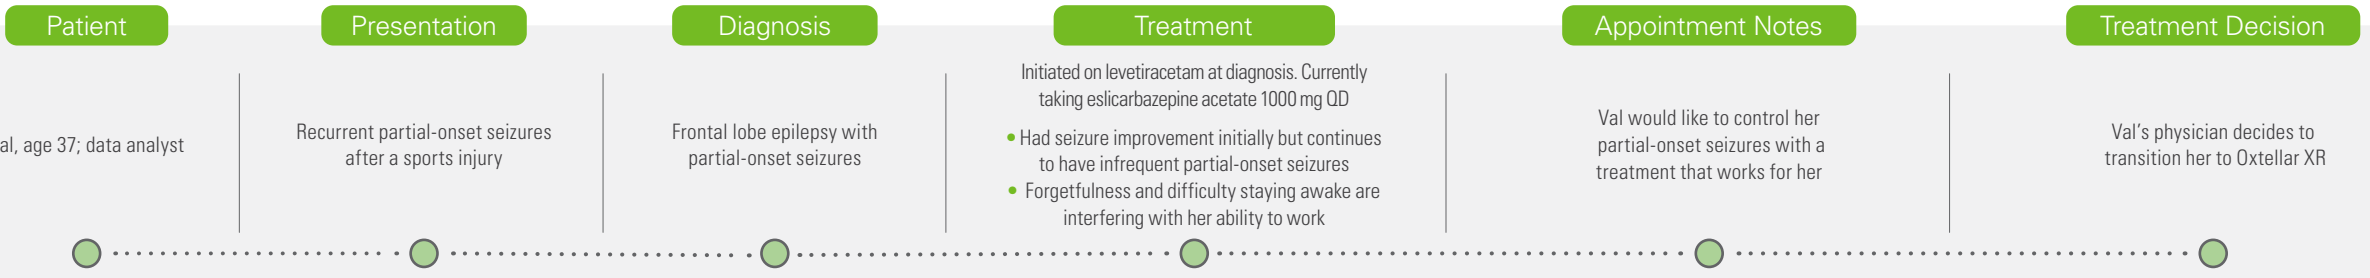 Patient
al, age 37; data analyst
Presentation
Recurrent partial-onset seizures
after a sports injury
Diagnosis
Frontal lobe epilepsy with
partial-onset seizures
Treatment
Initiated on levetiracetam at diagnosis. Currently
taking eslicarbazepine acetate 1000 mg QD
• Had seizure improvement initially but continues
to have infrequent partial-onset seizures
• Forgetfulness and difficulty staying awake are
interfering with her ability to work
Appointment Notes
Val would like to control her
partial-onset seizures with a
treatment that works for her
Treatment Decision
Val's physician decides to
transition her to Oxtellar XR